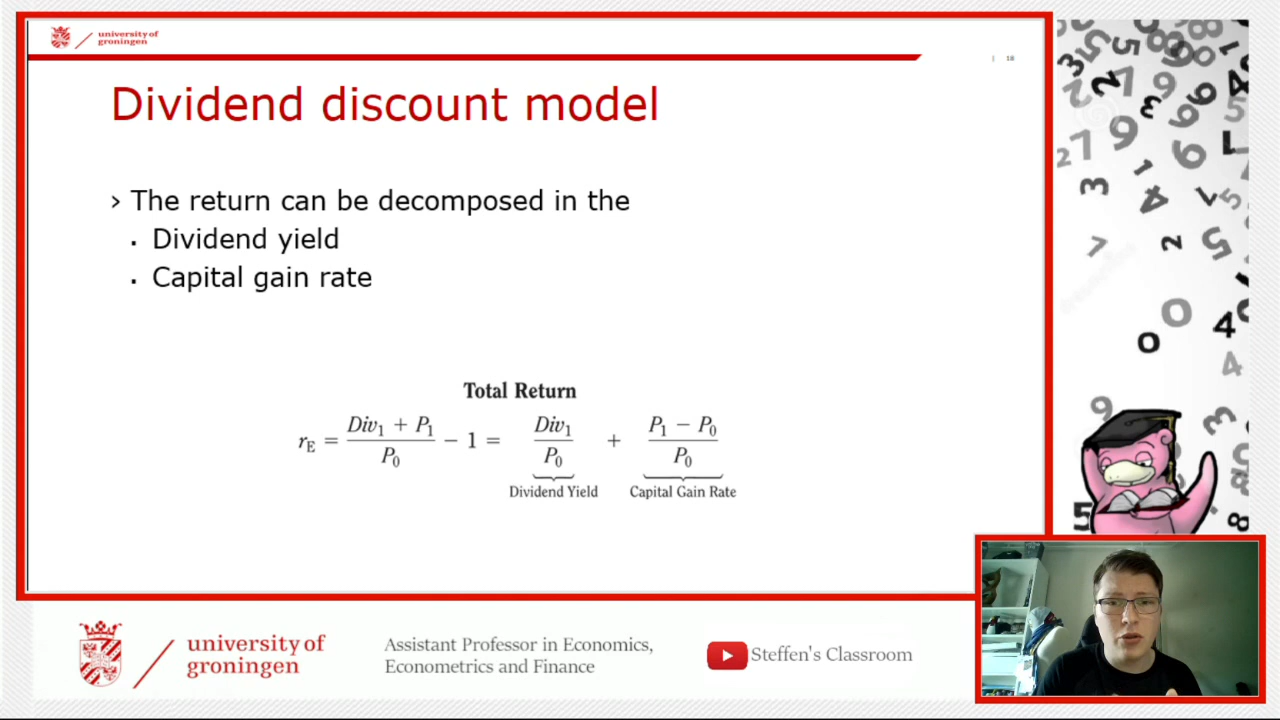 university of
groningen
| 18
Dividend discount model
› The return can be decomposed in the
▪ Dividend yield
▪ Capital gain rate
Total Return
r_E = (Div_1 + P_1) / P_0 − 1 = Div_1 / P_0 + (P_1 − P_0) / P_0
Dividend Yield Capital Gain Rate
university of
groningen
Assistant Professor in Economics,
Econometrics and Finance
Steffen's Classroom